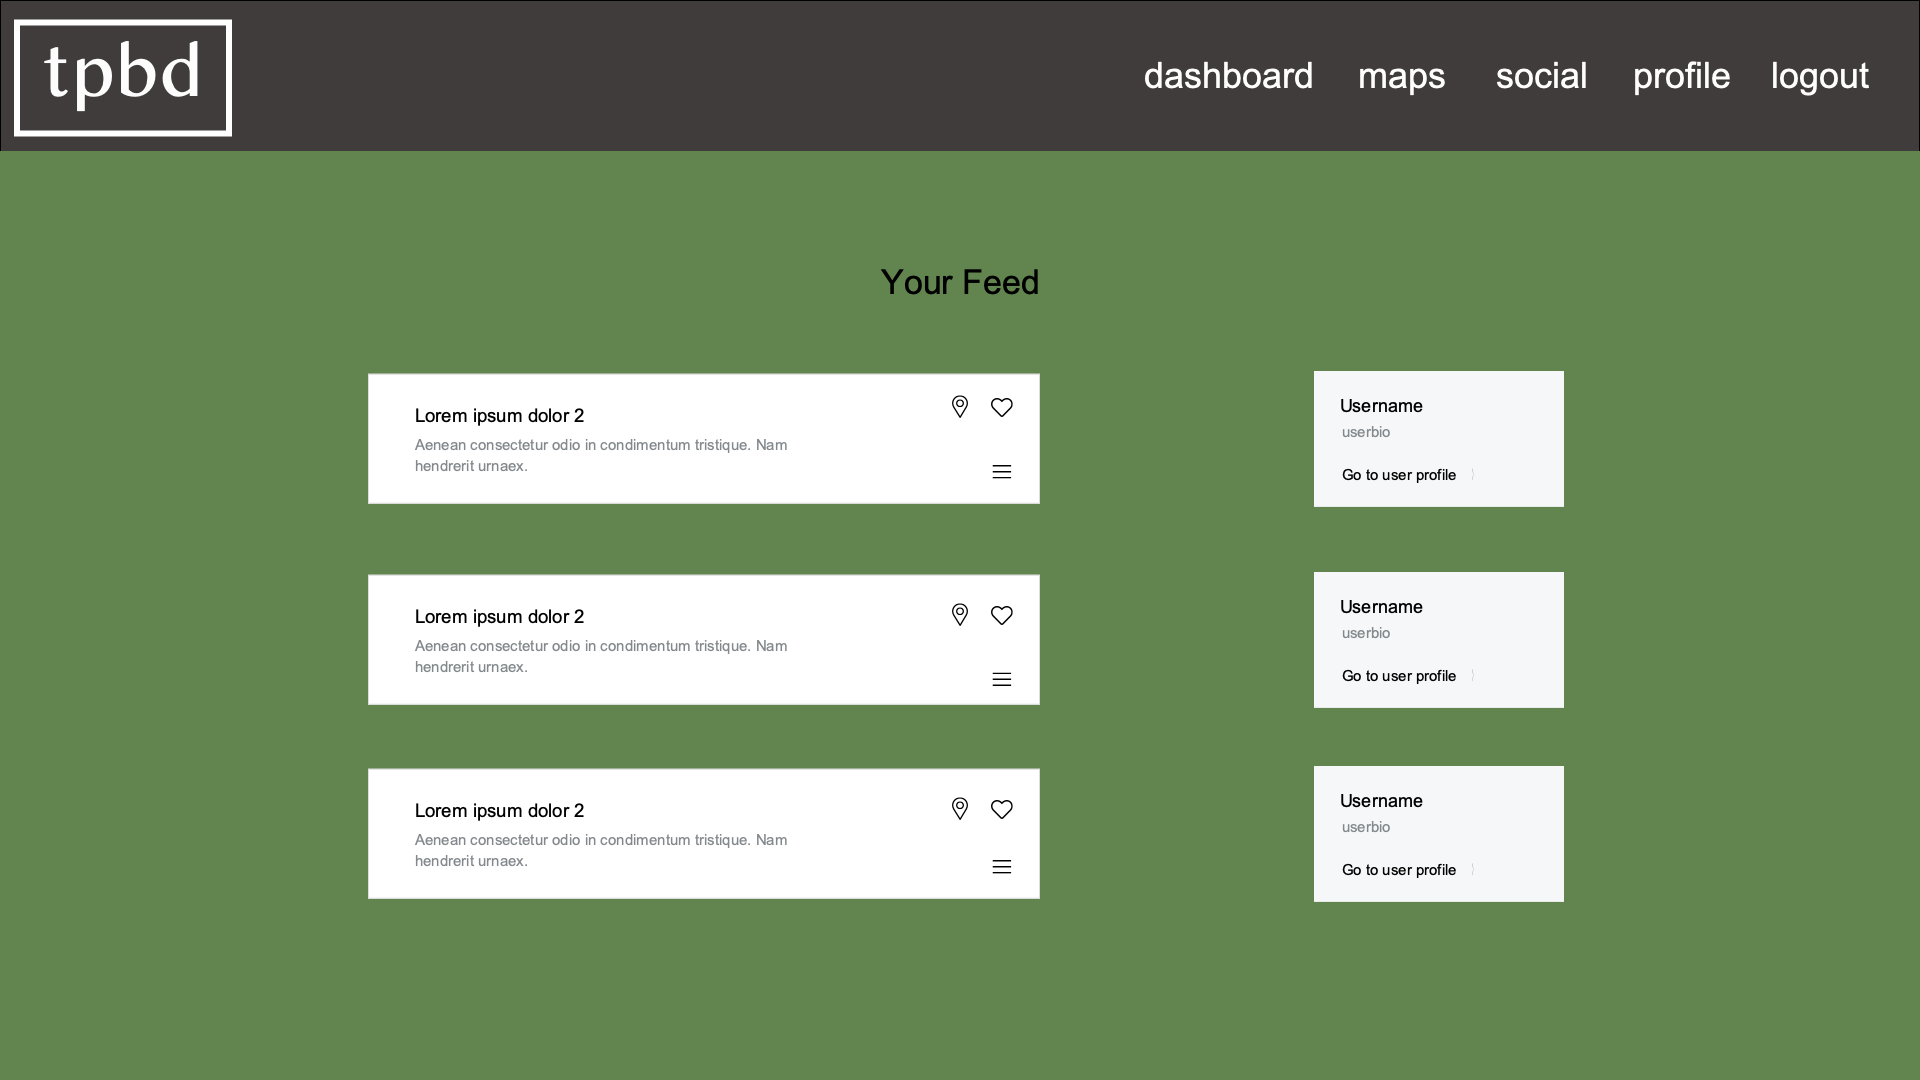 tpbd
dashboard maps social profile logout
Your Feed
Lorem ipsum dolor 2
Aenean consectetur odio in condimentum tristique. Nam
hendrerit urnaex.
Username
userbio
Go to user profile
Lorem ipsum dolor 2
Aenean consectetur odio in condimentum tristique. Nam
hendrerit urnaex.
Username
userbio
Go to user profile
Lorem ipsum dolor 2
Aenean consectetur odio in condimentum tristique. Nam
hendrerit urnaex.
Username
userbio
Go to user profile